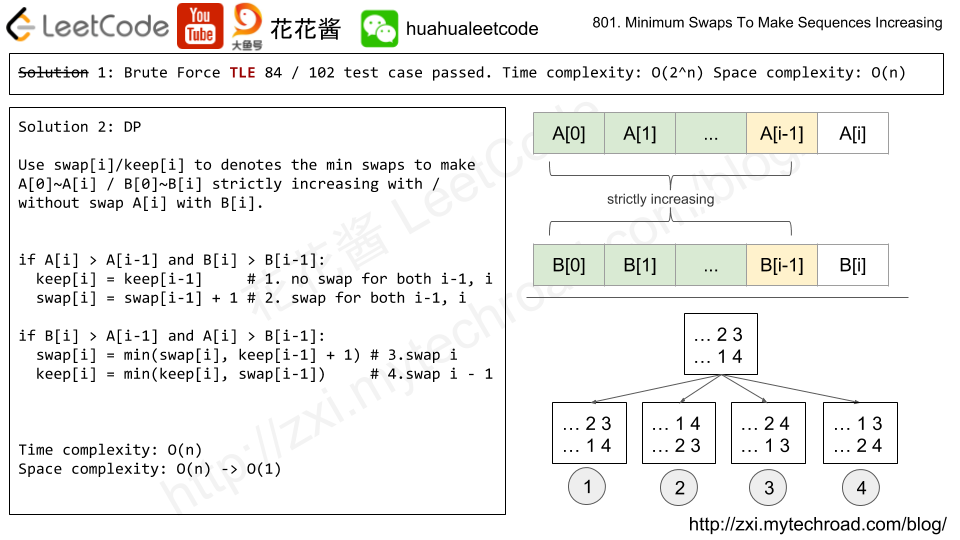 LeetCode You Tube 大鱼号 花花酱 huahualeetcode 801. Minimum Swaps To Make Sequences Increasing
Solution 1: Brute Force TLE 84 / 102 test case passed. Time complexity: O(2^n) Space complexity: O(n)
Solution 2: DP
Use swap[i]/keep[i] to denotes the min swaps to make
A[0]~A[i] / B[0]~B[i] strictly increasing with /
without swap A[i] with B[i].
if A[i] > A[i-1] and B[i] > B[i-1]:
keep[i] = keep[i-1] # 1. no swap for both i-1, i
swap[i] = swap[i-1] + 1 # 2. swap for both i-1, i
if B[i] > A[i-1] and A[i] > B[i-1]:
swap[i] = min(swap[i], keep[i-1] + 1) # 3.swap i
keep[i] = min(keep[i], swap[i-1]) # 4.swap i - 1
Time complexity: O(n)
Space complexity: O(n) -> O(1)
A[0] A[1] ... A[i-1] A[i]
strictly increasing
B[0] B[1] ... B[i-1] B[i]
... 2 3
... 1 4
... 2 3 ... 1 4 ... 2 4 ... 1 3
... 1 4 ... 2 3 ... 1 3 ... 2 4
1 2 3 4
http://zxi.mytechroad.com/blog/
花花酱 LeetCode
http://zxi.mytechroad.com/blog/